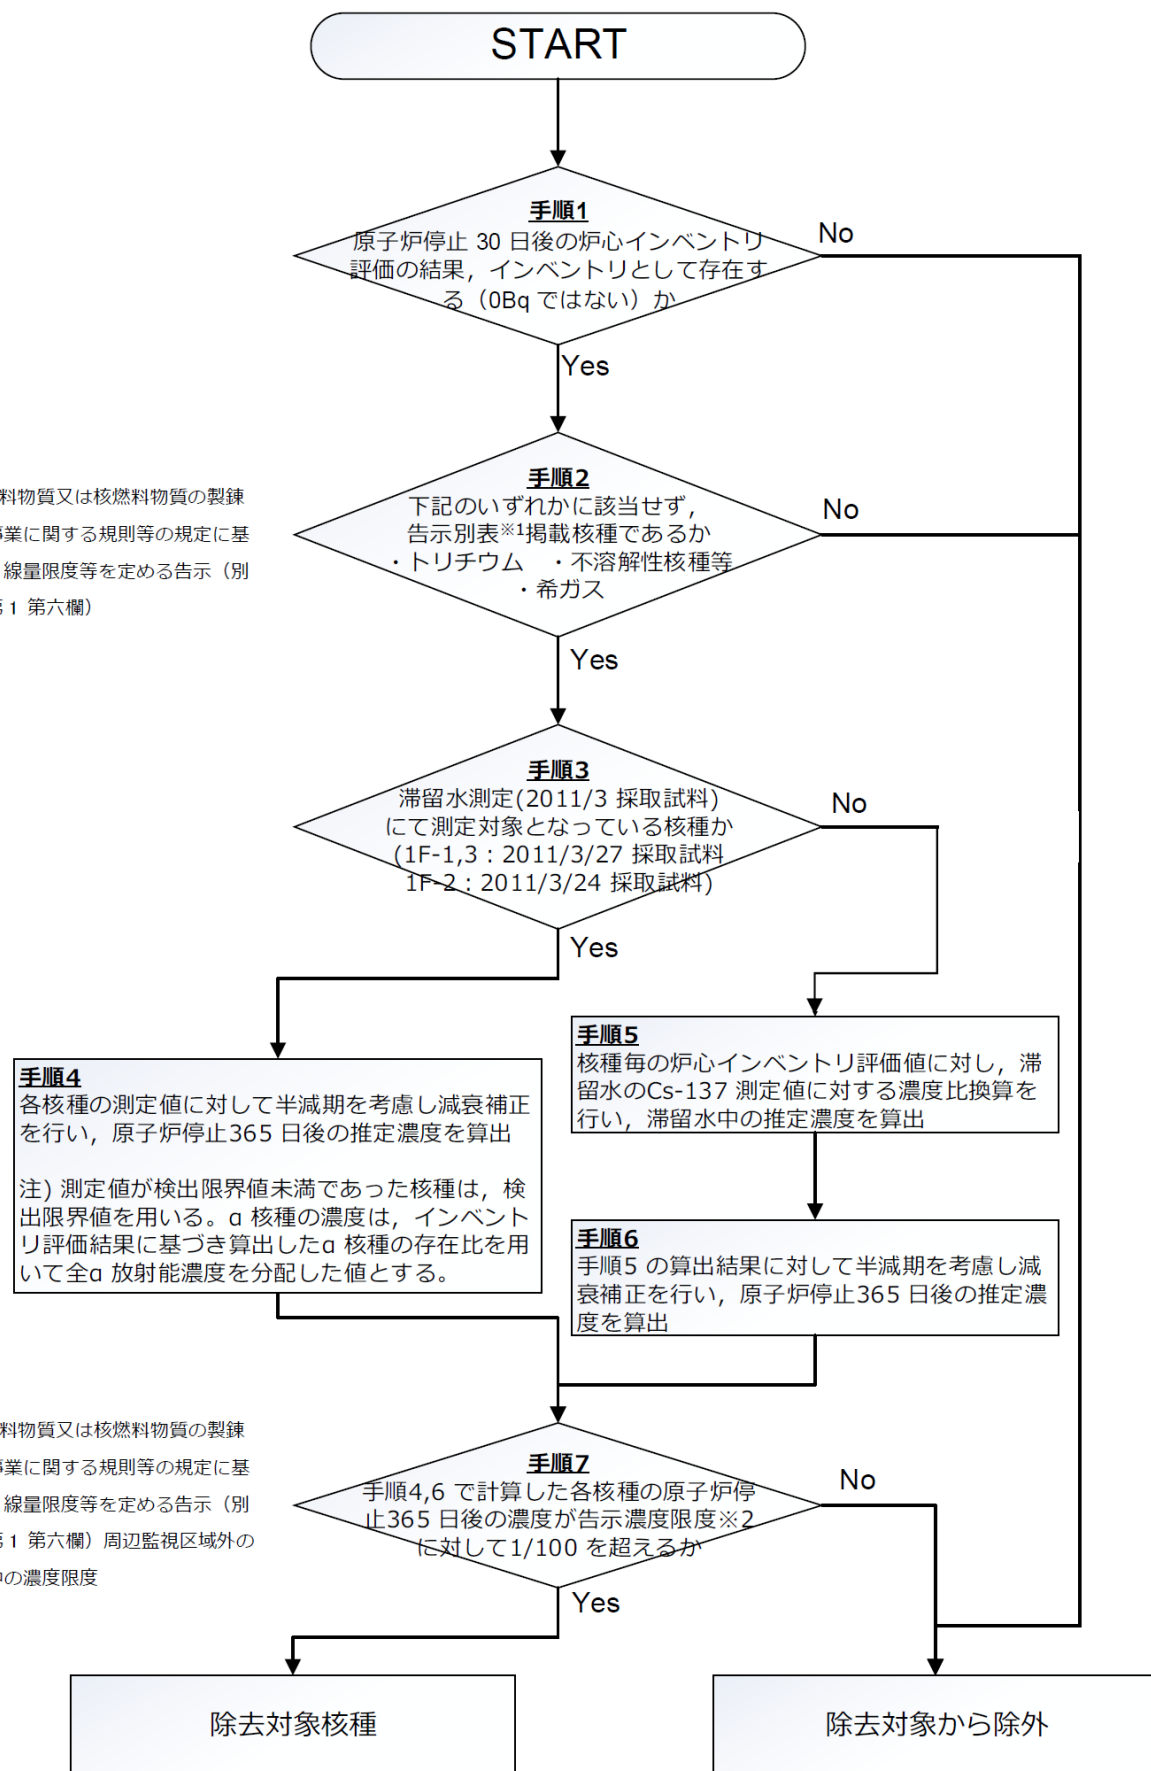 START
手順1
原子炉停止 30 日後の炉心インベントリ
評価の結果，インベントリとして存在す
る（0Bq ではない）か
No
Yes
手順2
下記のいずれかに該当せず，
告示別表※1掲載核種であるか
・トリチウム ・不溶解性核種等
・希ガス
No
Yes
料物質又は核燃料物質の製錬
事業に関する規則等の規定に基
線量限度等を定める告示（別
第 1 第六欄）
手順3
滞留水測定(2011/3 採取試料)
にて測定対象となっている核種か
(1F-1,3：2011/3/27 採取試料
1F-2：2011/3/24 採取試料)
No
Yes
手順4
各核種の測定値に対して半減期を考慮し減衰補正
を行い，原子炉停止365 日後の推定濃度を算出
注) 測定値が検出限界値未満であった核種は，検
出限界値を用いる。α 核種の濃度は，インベント
リ評価結果に基づき算出したα 核種の存在比を用
いて全α 放射能濃度を分配した値とする。
手順5
核種毎の炉心インベントリ評価値に対し，滞
留水のCs-137 測定値に対する濃度比換算を
行い，滞留水中の推定濃度を算出
手順6
手順5 の算出結果に対して半減期を考慮し減
衰補正を行い，原子炉停止365 日後の推定濃
度を算出
料物質又は核燃料物質の製錬
事業に関する規則等の規定に基
線量限度等を定める告示（別
第 1 第六欄）周辺監視区域外の
中の濃度限度
手順7
手順4,6 で計算した各核種の原子炉停
止365 日後の濃度が告示濃度限度※2
に対して1/100 を超えるか
No
Yes
除去対象核種
除去対象から除外